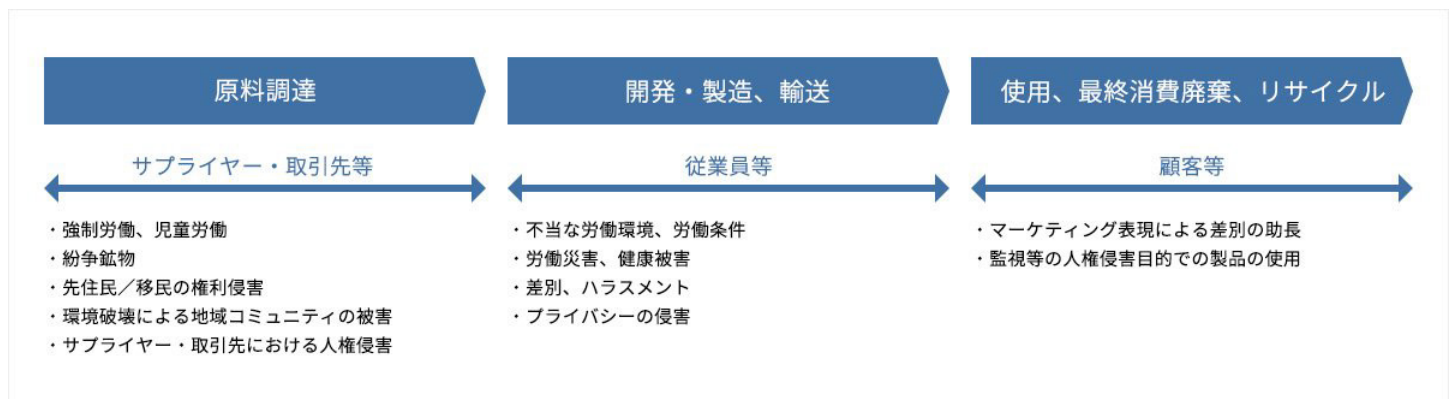 原料調達
サプライヤー・取引先等
・強制労働、児童労働
・紛争鉱物
・先住民／移民の権利侵害
・環境破壊による地域コミュニティの被害
・サプライヤー・取引先における人権侵害
開発・製造、輸送
従業員等
・不当な労働環境、労働条件
・労働災害、健康被害
・差別、ハラスメント
・プライバシーの侵害
使用、最終消費廃棄、リサイクル
顧客等
・マーケティング表現による差別の助長
・監視等の人権侵害目的での製品の使用